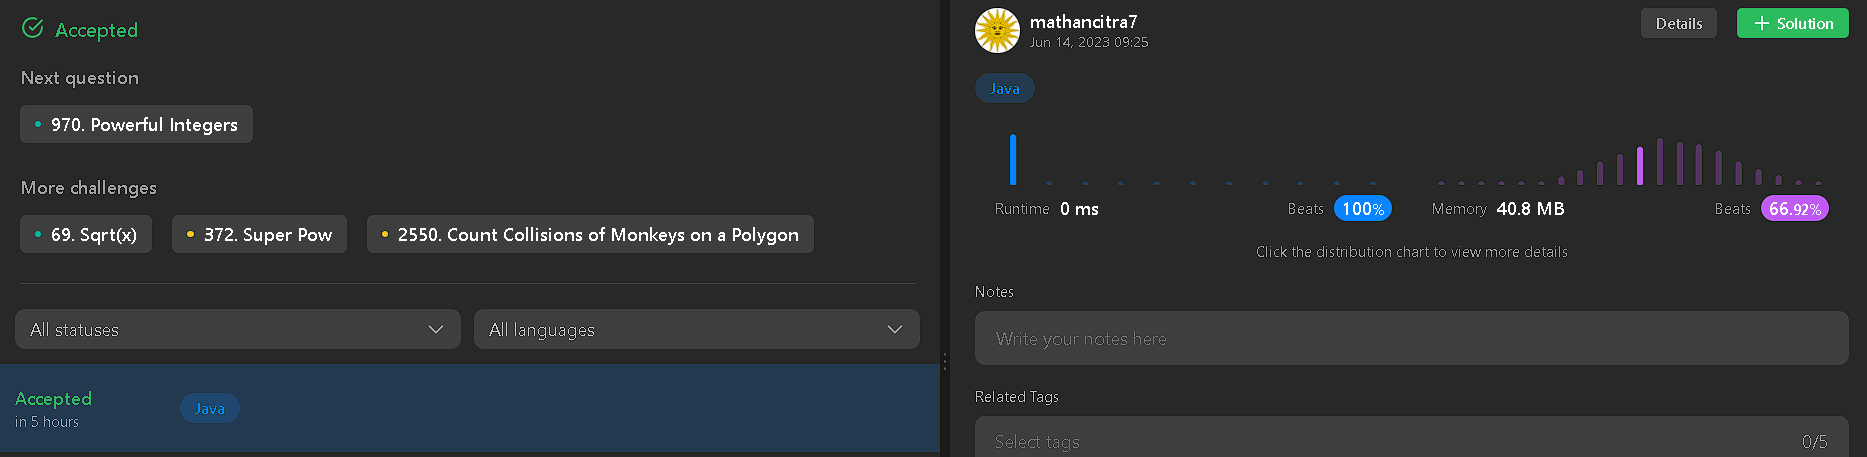 Accepted
Next question
970. Powerful Integers
More challenges
69. Sqrt(x)
372. Super Pow
2550. Count Collisions of Monkeys on a Polygon
All statuses
All languages
Accepted
in 5 hours
Java
mathancitra7
Jun 14, 2023 09:25
Details
+ Solution
Java
Runtime 0 ms
Beats 100%
Memory 40.8 MB
Beats 66.92%
Click the distribution chart to view more details
Notes
Write your notes here
Related Tags
Select tags
0/5